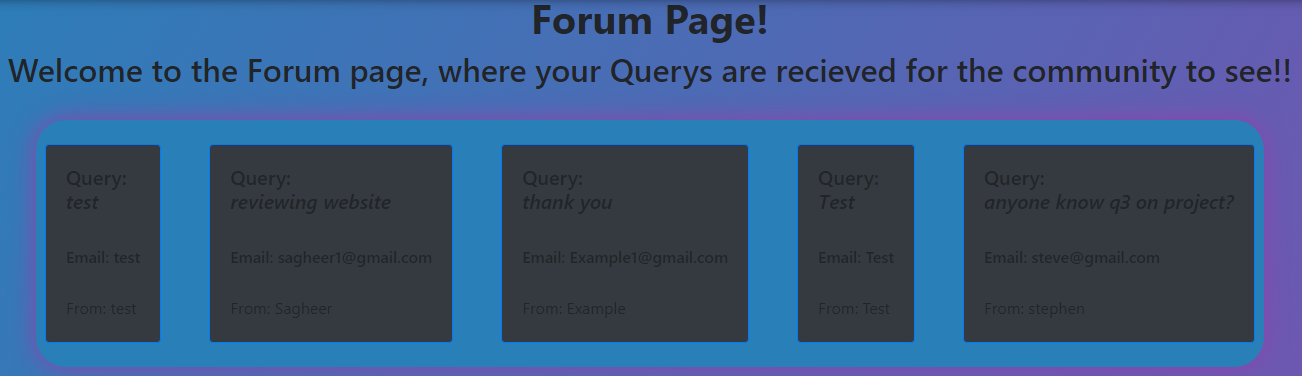 Forum Page!
Welcome to the Forum page, where your Querys are recieved for the community to see!!
Query:
test
Email: test
From: test
Query:
reviewing website
Email: sagheer1@gmail.com
From: Sagheer
Query:
thank you
Email: Example1@gmail.com
From: Example
Query:
Test
Email: Test
From: Test
Query:
anyone know q3 on project?
Email: steve@gmail.com
From: stephen